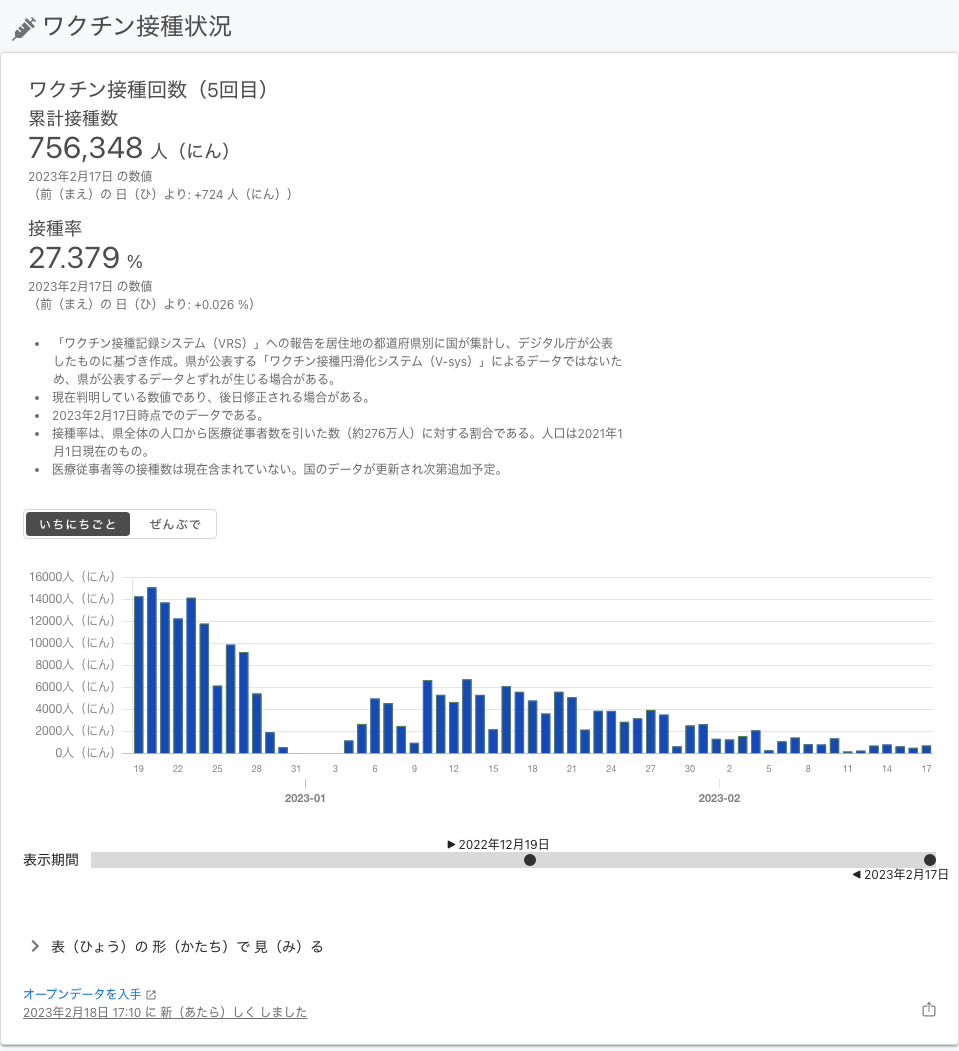 ワクチン接種状況
ワクチン接種回数（5回目）
累計接種数
756,348 人（にん）
2023年2月17日 の数値
（前（まえ）の 日（ひ）より: +724 人（にん））
接種率
27.379 %
2023年2月17日 の数値
（前（まえ）の 日（ひ）より: +0.026 %）
• 「ワクチン接種記録システム（VRS）」への報告を居住地の都道府県別に国が集計し、デジタル庁が公表
したものに基づき作成。県が公表する「ワクチン接種円滑化システム（V-sys）」によるデータではないた
め、県が公表するデータとずれが生じる場合がある。
• 現在判明している数値であり、後日修正される場合がある。
• 2023年2月17日時点でのデータである。
• 接種率は、県全体の人口から医療従事者数を引いた数（約276万人）に対する割合である。人口は2021年1
月1日現在のもの。
• 医療従事者等の接種数は現在含まれていない。国のデータが更新され次第追加予定。
いちにちごと ぜんぶで
16000人（にん）
14000人（にん）
12000人（にん）
10000人（にん）
8000人（にん）
6000人（にん）
4000人（にん）
2000人（にん）
0人（にん）
19 22 25 28 31 3 6 9 12 15 18 21 24 27 30 2 5 8 11 14 17
2023-01 2023-02
▶ 2022年12月19日
表示期間
◀ 2023年2月17日
表（ひょう）の 形（かたち）で 見（み）る
オープンデータを入手
2023年2月18日 17:10 に 新（あたら）しく しました